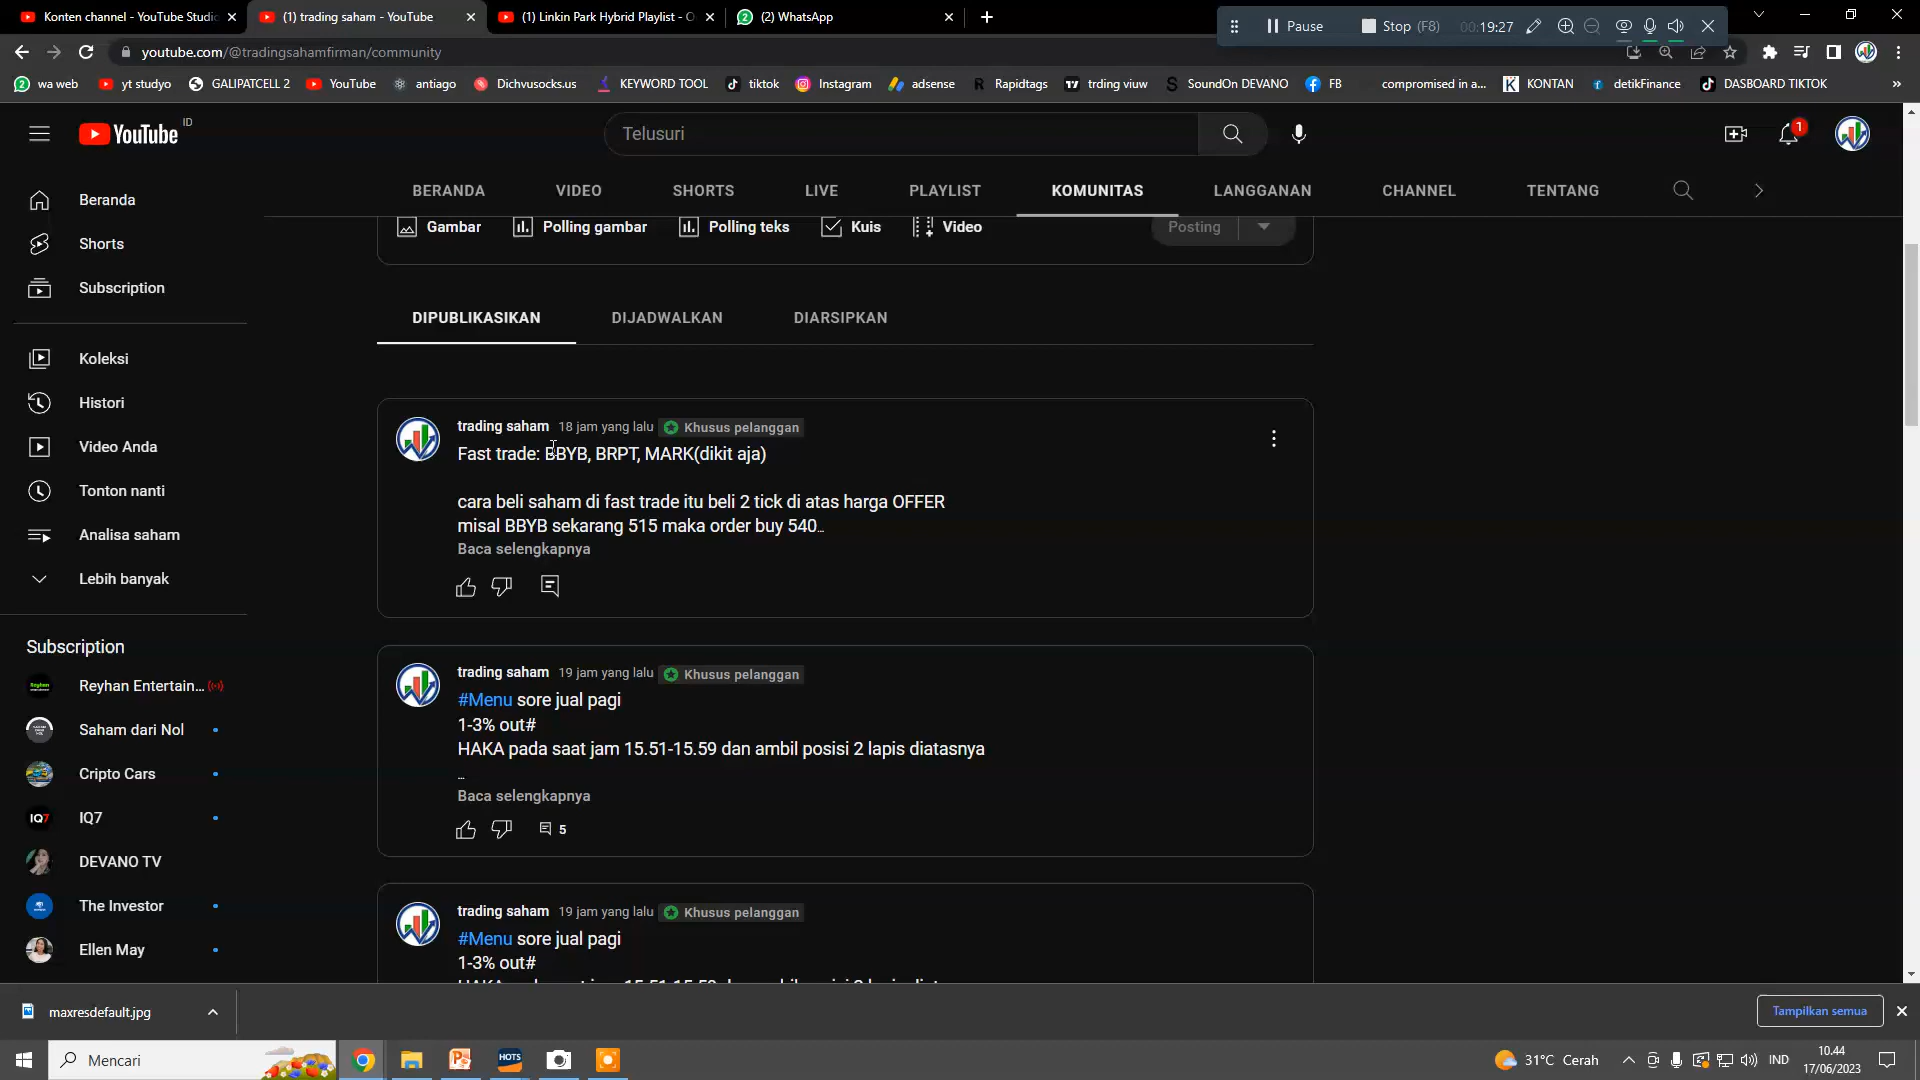 Konten channel - YouTube Studi
(1) trading saham - YouTube
(1) Linkin Park Hybrid Playlist - O
(2) WhatsApp
Pause
Stop (F8)
00:19:27
youtube.com/@tradingsahamfirman/community
wa web
yt studyo
GALIPATCELL 2
YouTube
antiago
Dichvusocks.us
KEYWORD TOOL
tiktok
Instagram
adsense
Rapidtags
trding viuw
SoundOn DEVANO
FB
compromised in a...
KONTAN
detikFinance
DASBOARD TIKTOK
YouTube ID
Telusuri
1
BERANDA
VIDEO
SHORTS
LIVE
PLAYLIST
KOMUNITAS
LANGGANAN
CHANNEL
TENTANG
Gambar
Polling gambar
Polling teks
Kuis
Video
Posting
Beranda
Shorts
Subscription
Koleksi
Histori
Video Anda
Tonton nanti
Analisa saham
Lebih banyak
Subscription
Reyhan Entertain...
Saham dari Nol
Cripto Cars
IQ7
DEVANO TV
The Investor
Ellen May
DIPUBLIKASIKAN
DIJADWALKAN
DIARSIPKAN
trading saham 18 jam yang lalu Khusus pelanggan
Fast trade: BBYB, BRPT, MARK(dikit aja)
cara beli saham di fast trade itu beli 2 tick di atas harga OFFER
misal BBYB sekarang 515 maka order buy 540...
Baca selengkapnya
trading saham 19 jam yang lalu Khusus pelanggan
#Menu sore jual pagi
1-3% out#
HAKA pada saat jam 15.51-15.59 dan ambil posisi 2 lapis diatasnya
...
Baca selengkapnya
5
trading saham 19 jam yang lalu Khusus pelanggan
#Menu sore jual pagi
1-3% out#
maxresdefault.jpg
Tampilkan semua
Mencari
HOTS
31°C Cerah
IND
10.44
17/06/2023